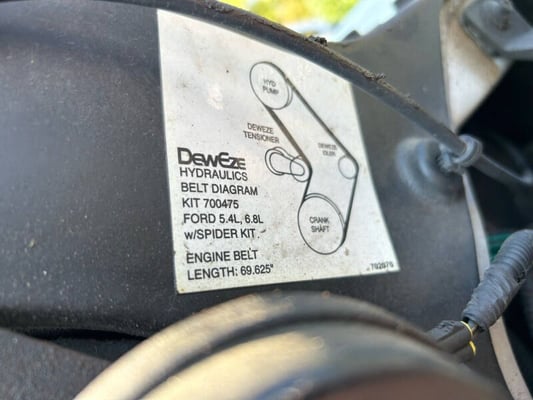 HYD
PUMP
DEWEZE
TENSIONER
DEWEZE
IDLER
DewEze
HYDRAULICS
BELT DIAGRAM
KIT 700475
FORD 5.4L, 6.8L
w/SPIDER KIT
ENGINE BELT
LENGTH: 69.625"
CRANK
SHAFT